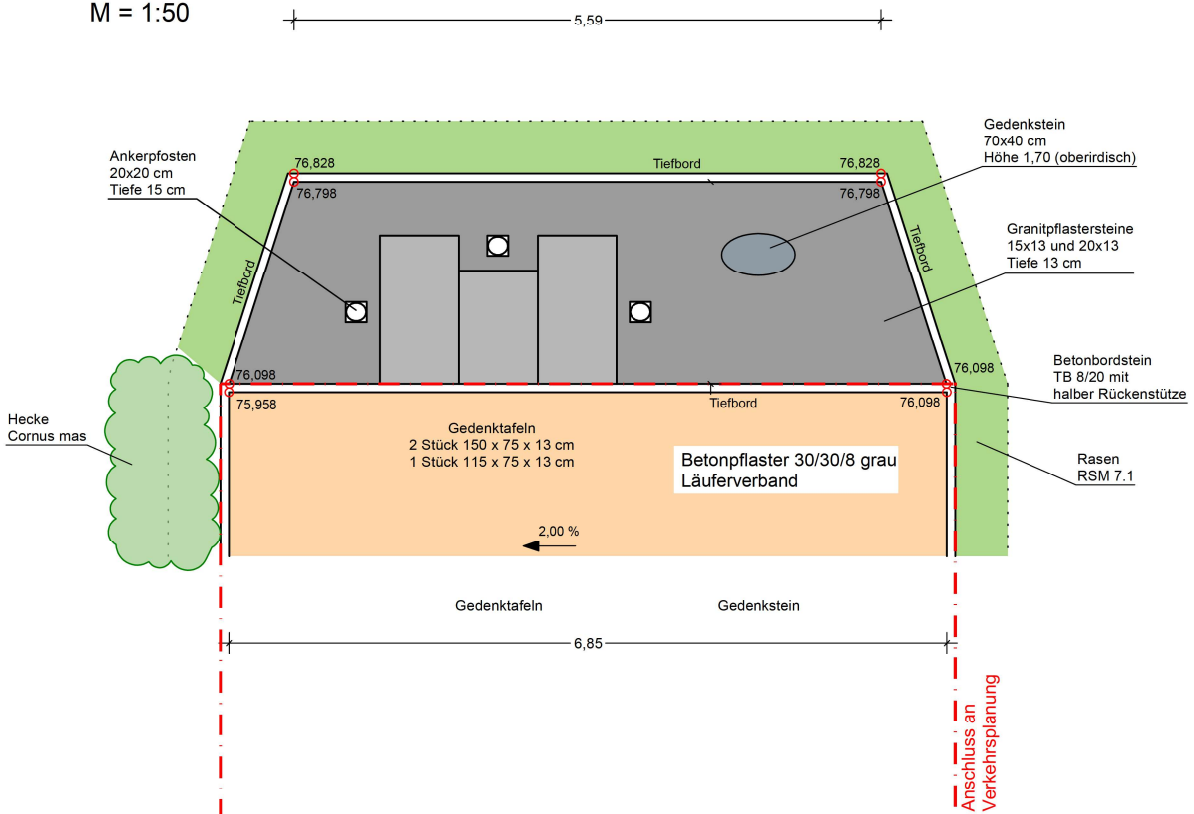 M = 1:50
5,59
Gedenkstein
70x40 cm
Höhe 1,70 (oberirdisch)
Ankerpfosten
20x20 cm
Tiefe 15 cm
76,828
Tiefbord
76,828
76,798
76,798
Granitpflastersteine
15x13 und 20x13
Tiefe 13 cm
Tiefbord
Tiefbord
76,098
76,098
Betonbordstein
TB 8/20 mit
halber Rückenstütze
75,958
Tiefbord
76,098
Hecke
Cornus mas
Gedenktafeln
2 Stück 150 x 75 x 13 cm
1 Stück 115 x 75 x 13 cm
Betonpflaster 30/30/8 grau
Läuferverband
Rasen
RSM 7.1
2,00 %
Gedenktafeln
Gedenkstein
6,85
Anschluss an
Verkehrsplanung